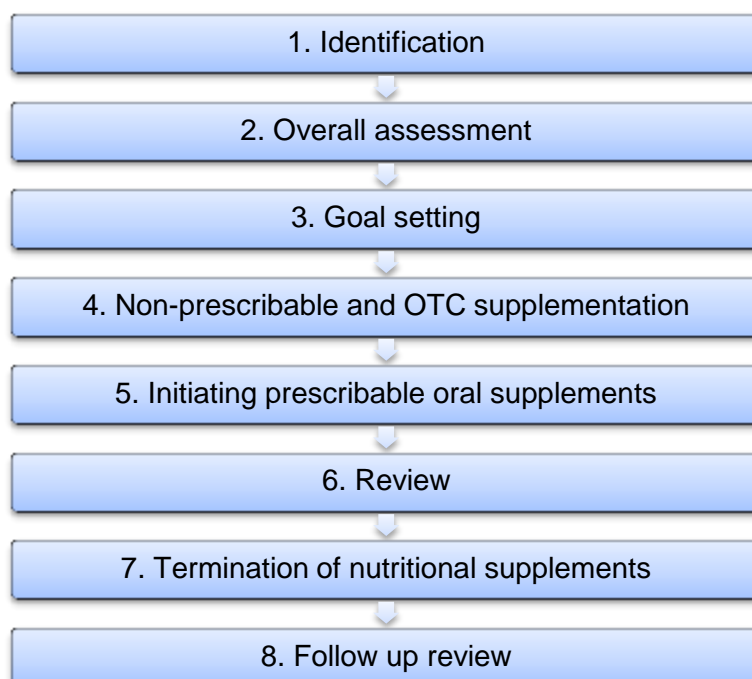 1. Identification
2. Overall assessment
3. Goal setting
4. Non-prescribable and OTC supplementation
5. Initiating prescribable oral supplements
6. Review
7. Termination of nutritional supplements
8. Follow up review